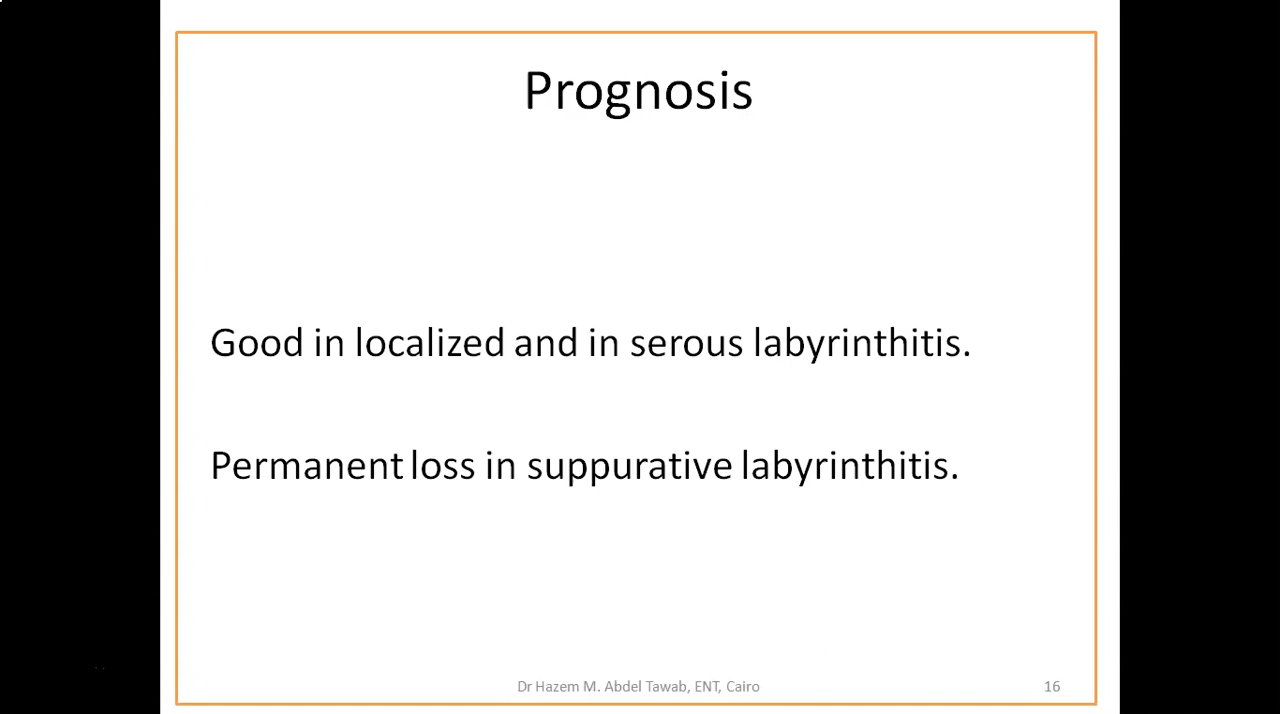 Prognosis
Good in localized and in serous labyrinthitis.
Permanent loss in suppurative labyrinthitis.
Dr Hazem M. Abdel Tawab, ENT, Cairo
16